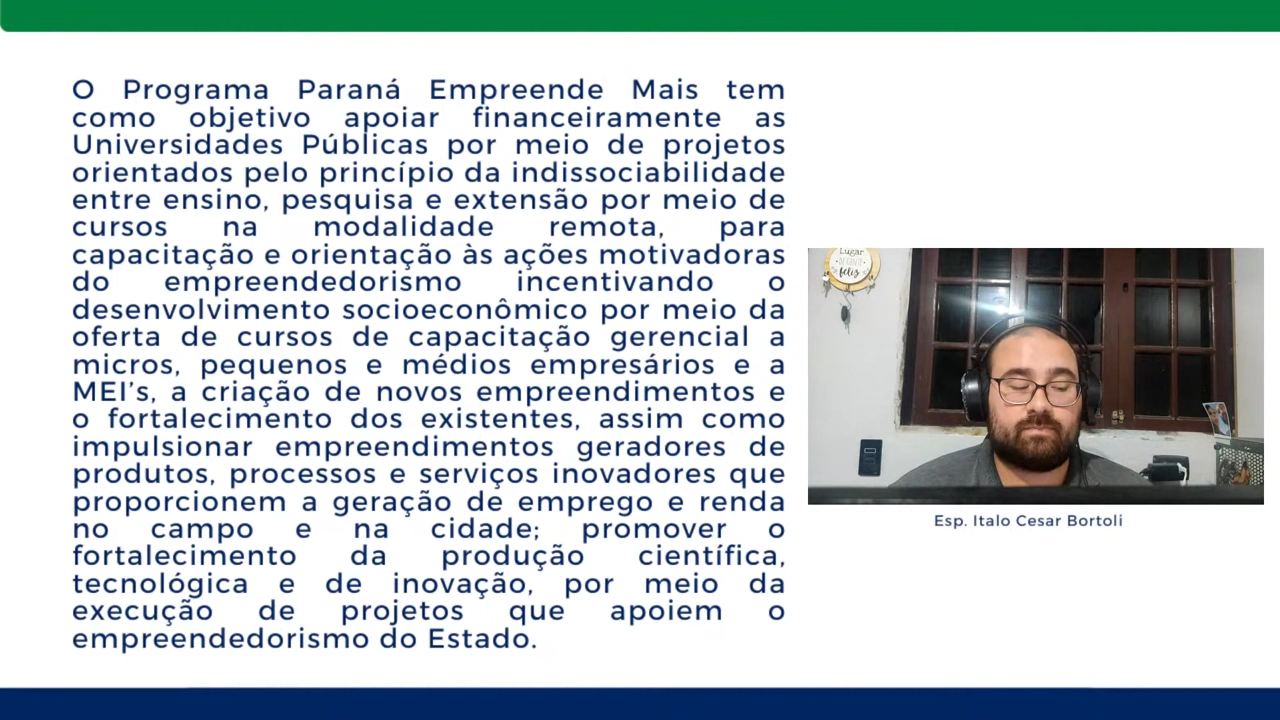 O Programa Paraná Empreende Mais tem
como objetivo apoiar financeiramente as
Universidades Públicas por meio de projetos
orientados pelo princípio da indissociabilidade
entre ensino, pesquisa e extensão por meio de
cursos na modalidade remota, para
capacitação e orientação às ações motivadoras
do empreendedorismo incentivando o
desenvolvimento socioeconômico por meio da
oferta de cursos de capacitação gerencial a
micros, pequenos e médios empresários e a
MEI’s, a criação de novos empreendimentos e
o fortalecimento dos existentes, assim como
impulsionar empreendimentos geradores de
produtos, processos e serviços inovadores que
proporcionem a geração de emprego e renda
no campo e na cidade; promover o
fortalecimento da produção científica,
tecnológica e de inovação, por meio da
execução de projetos que apoiem o
empreendedorismo do Estado.
Lugar
DE GENTE
feliz
Esp. Italo Cesar Bortoli